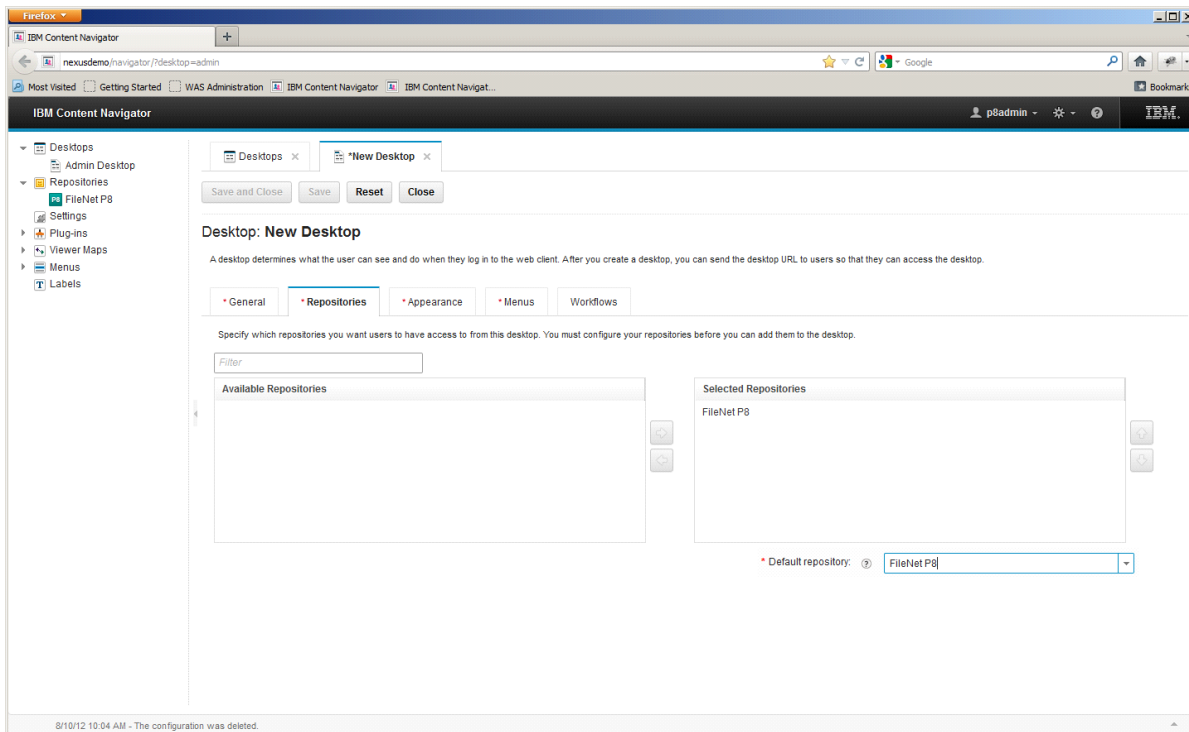 Firefox
IBM Content Navigator
nexusdemo/navigator/?desktop=admin
Google
Most Visited Getting Started WAS Administration IBM Content Navigator IBM Content Navigat...
Bookmark
IBM Content Navigator
p8admin
IBM.
Desktops
Admin Desktop
Repositories
P8 FileNet P8
Settings
Plug-ins
Viewer Maps
Menus
T Labels
Desktops
*New Desktop
Save and Close Save Reset Close
Desktop: New Desktop
A desktop determines what the user can see and do when they log in to the web client. After you create a desktop, you can send the desktop URL to users so that they can access the desktop.
* General * Repositories * Appearance * Menus Workflows
Specify which repositories you want users to have access to from this desktop. You must configure your repositories before you can add them to the desktop.
Filter
Available Repositories
Selected Repositories
FileNet P8
* Default repository: ? FileNet P8
8/10/12 10:04 AM - The configuration was deleted.